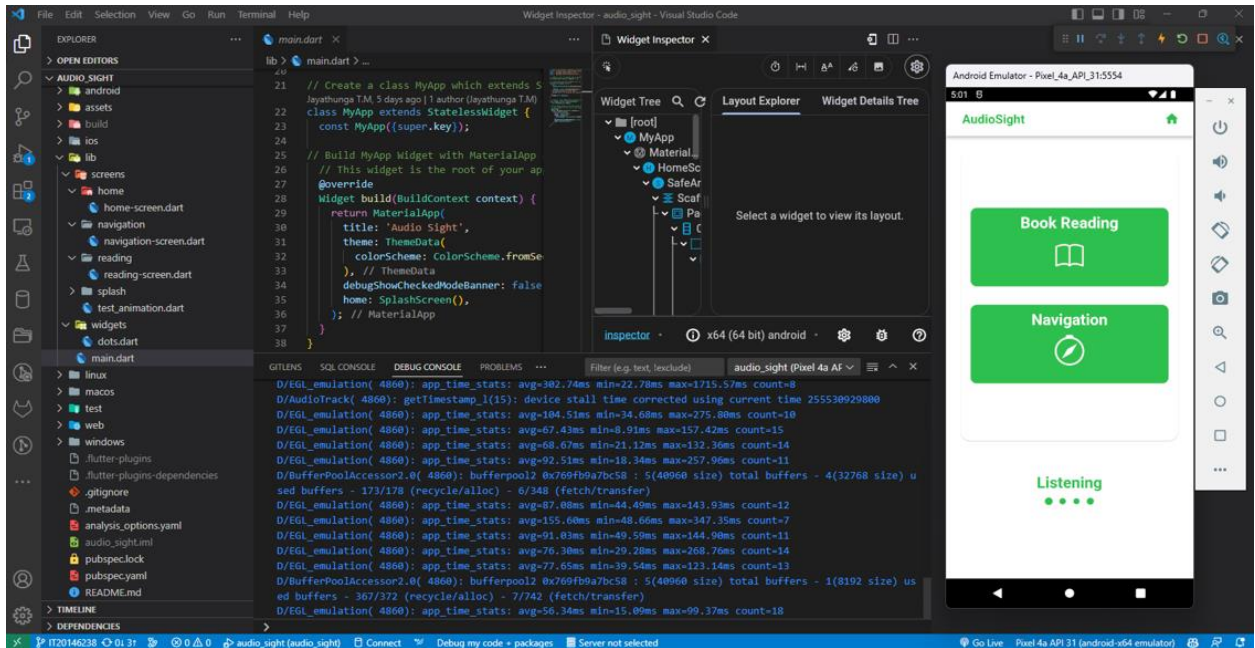 File Edit Selection View Go Run Terminal Help
Widget Inspector - audio_sight - Visual Studio Code
EXPLORER
OPEN EDITORS
AUDIO_SIGHT
android
assets
build
ios
lib
screens
home
home-screen.dart
navigation
navigation-screen.dart
reading
reading-screen.dart
splash
test_animation.dart
widgets
dots.dart
main.dart
linux
macos
test
web
windows
.flutter-plugins
.flutter-plugins-dependencies
.gitignore
.metadata
analysis_options.yaml
audio_sight.iml
pubspec.lock
pubspec.yaml
README.md
TIMELINE
DEPENDENCIES
main.dart
lib > main.dart > ...
20
21 // Create a class MyApp which extends S
Jayathunga T.M, 5 days ago | 1 author (Jayathunga T.M)
22 class MyApp extends StatelessWidget {
23 const MyApp({super.key});
24
25 // Build MyApp Widget with MaterialApp
26 // This widget is the root of your ap
27 @override
28 Widget build(BuildContext context) {
29 return MaterialApp(
30 title: 'Audio Sight',
31 theme: ThemeData(
32 colorScheme: ColorScheme.fromSe
33 ), // ThemeData
34 debugShowCheckedModeBanner: false
35 home: SplashScreen(),
36 ); // MaterialApp
37 }
38 }
Widget Inspector
Widget Tree
Layout Explorer
Widget Details Tree
[root]
MyApp
Material...
HomeSc
SafeAr
Scaf
Pa
C
Select a widget to view its layout.
inspector
x64 (64 bit) android
GITLENS SQL CONSOLE DEBUG CONSOLE PROBLEMS ...
Filter (e.g. text, !exclude)
audio_sight (Pixel 4a AF
D/EGL_emulation( 4860): app_time_stats: avg=302.74ms min=22.78ms max=1715.57ms count=8
D/AudioTrack( 4860): getTimestamp_l(15): device stall time corrected using current time 255530929800
D/EGL_emulation( 4860): app_time_stats: avg=104.51ms min=34.68ms max=275.80ms count=10
D/EGL_emulation( 4860): app_time_stats: avg=67.43ms min=8.91ms max=157.42ms count=15
D/EGL_emulation( 4860): app_time_stats: avg=68.67ms min=21.12ms max=132.36ms count=14
D/EGL_emulation( 4860): app_time_stats: avg=92.51ms min=18.34ms max=257.96ms count=11
D/BufferPoolAccessor2.0( 4860): bufferpool2 0x769fb9a7bc58 : 5(40960 size) total buffers - 4(32768 size) u
sed buffers - 173/178 (recycle/alloc) - 6/348 (fetch/transfer)
D/EGL_emulation( 4860): app_time_stats: avg=87.08ms min=44.49ms max=143.93ms count=12
D/EGL_emulation( 4860): app_time_stats: avg=155.60ms min=48.66ms max=347.35ms count=7
D/EGL_emulation( 4860): app_time_stats: avg=91.03ms min=49.59ms max=144.90ms count=11
D/EGL_emulation( 4860): app_time_stats: avg=76.30ms min=29.28ms max=268.76ms count=14
D/EGL_emulation( 4860): app_time_stats: avg=77.65ms min=39.54ms max=123.14ms count=13
D/BufferPoolAccessor2.0( 4860): bufferpool2 0x769fb9a7bc58 : 5(40960 size) total buffers - 1(8192 size) us
ed buffers - 367/372 (recycle/alloc) - 7/742 (fetch/transfer)
D/EGL_emulation( 4860): app_time_stats: avg=56.34ms min=15.09ms max=99.37ms count=18
Android Emulator - Pixel_4a_API_31:5554
5:01
AudioSight
Book Reading
Navigation
Listening
IT20146238 0↓ 3↑ 0 0 0 audio_sight (audio_sight) Connect Debug my code + packages Server not selected
Go Live Pixel 4a API 31 (android-x64 emulator)